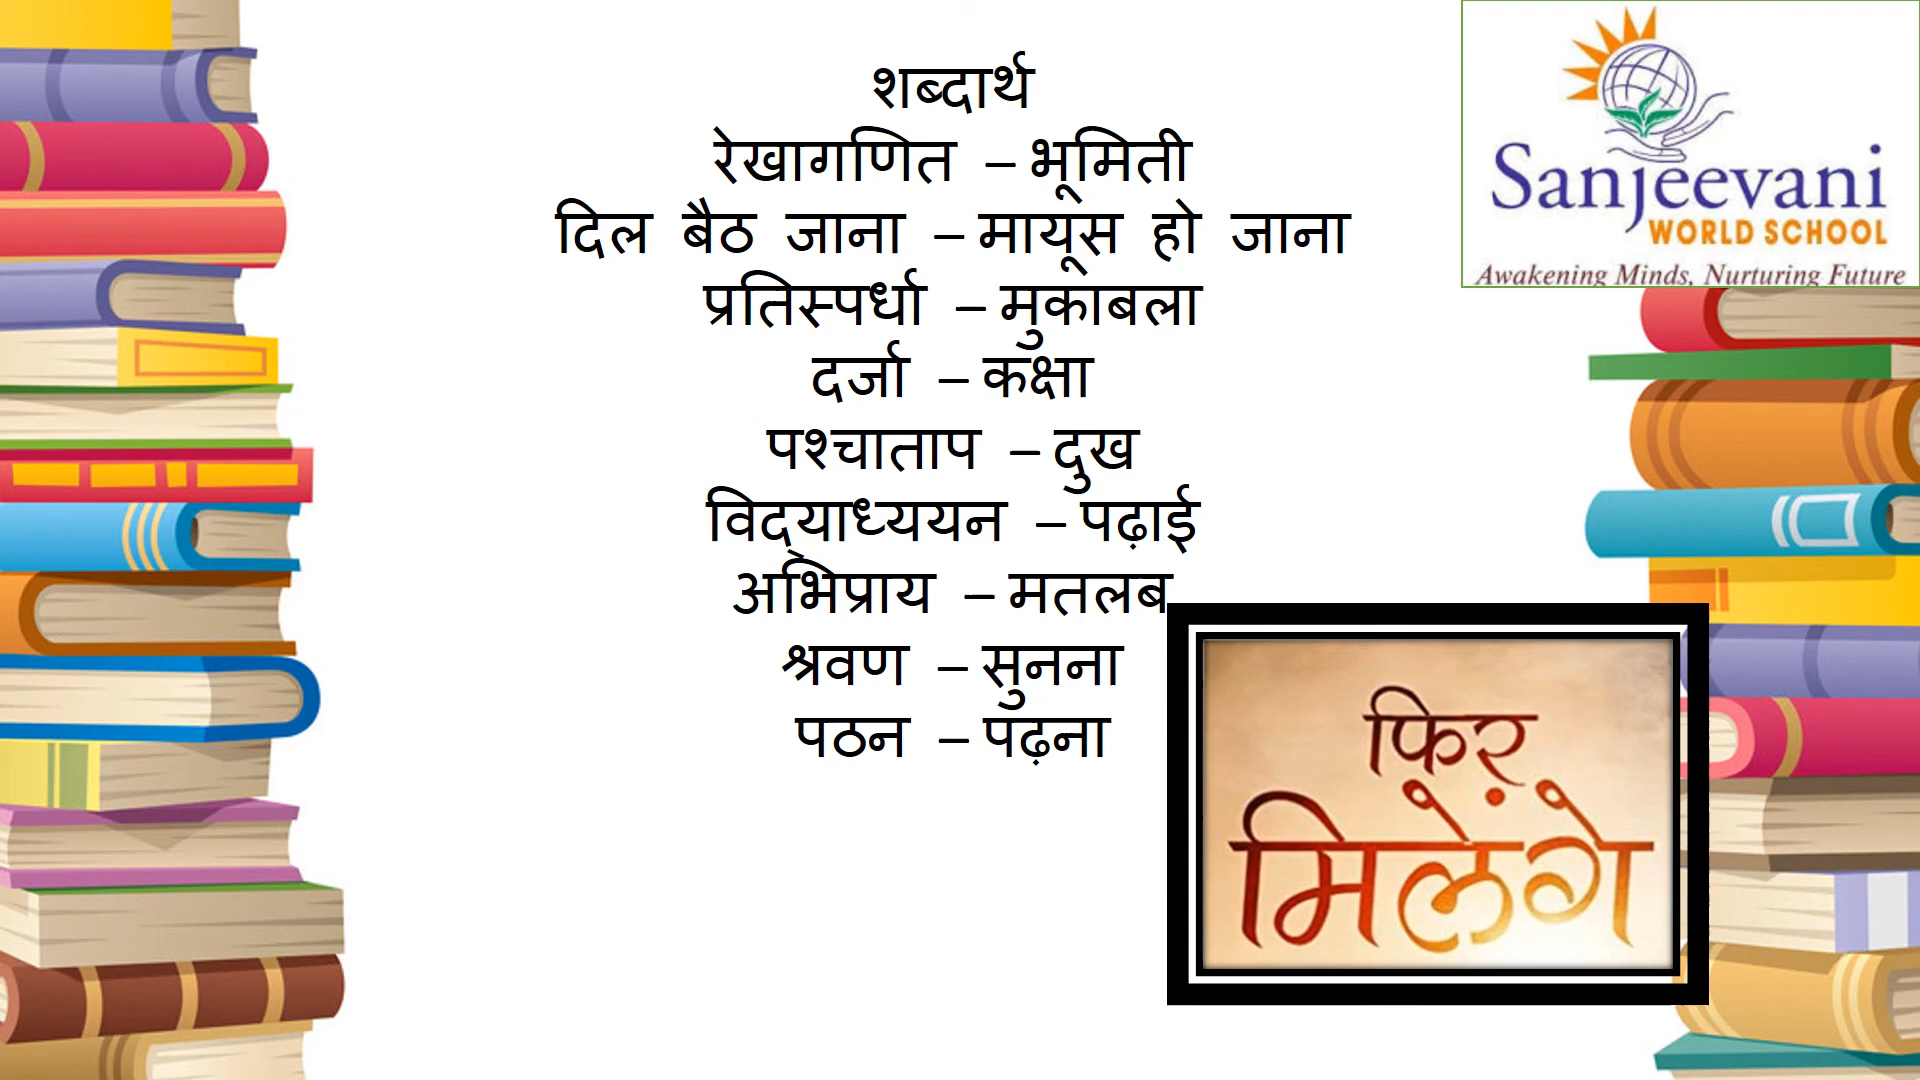 शब्दार्थ
रेखागणित – भूमिती
दिल बैठ जाना – मायूस हो जाना
प्रतिस्पर्धा – मुकाबला
दर्जा – कक्षा
पश्चाताप – दुख
विद्‌याध्ययन – पढ़ाई
अभिप्राय – मतलब
श्रवण – सुनना
पठन – पढ़ना
Sanjeevani
WORLD SCHOOL
Awakening Minds, Nurturing Future
फिर
मिलेंगे